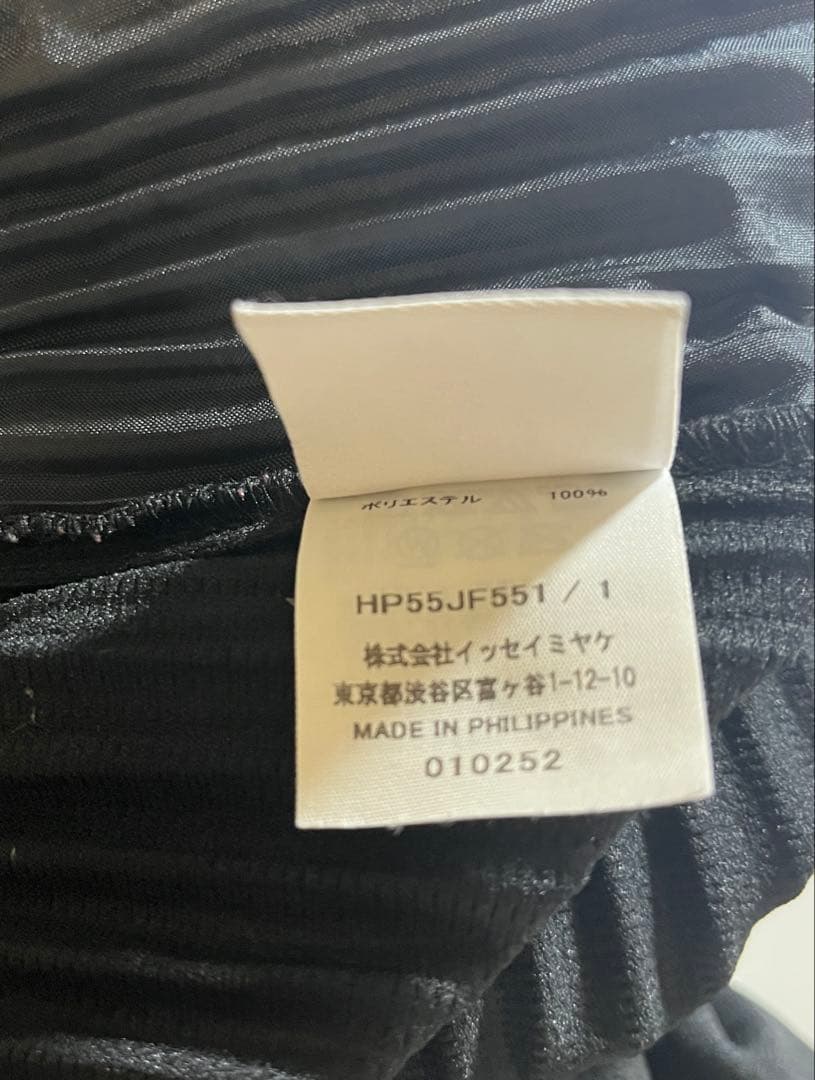 ポリエステル 100%
HP55JF551 / 1
株式会社イッセイミヤケ
東京都渋谷区富ヶ谷1-12-10
MADE IN PHILIPPINES
010252